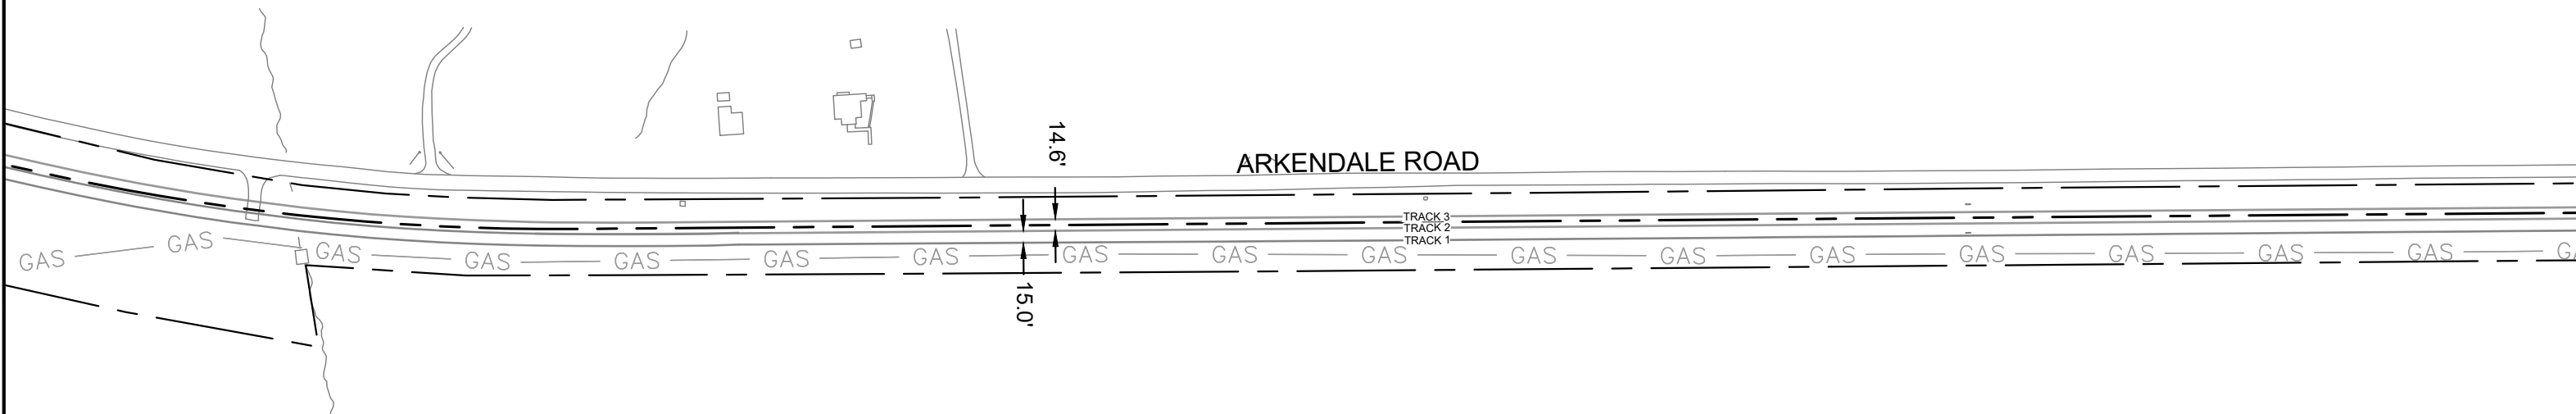 14.6'
ARKENDALE ROAD
TRACK 3
TRACK 2
TRACK 1
GAS GAS GAS GAS GAS GAS GAS GAS GAS GAS GAS GAS GAS GAS GAS GAS GAS
15.0'